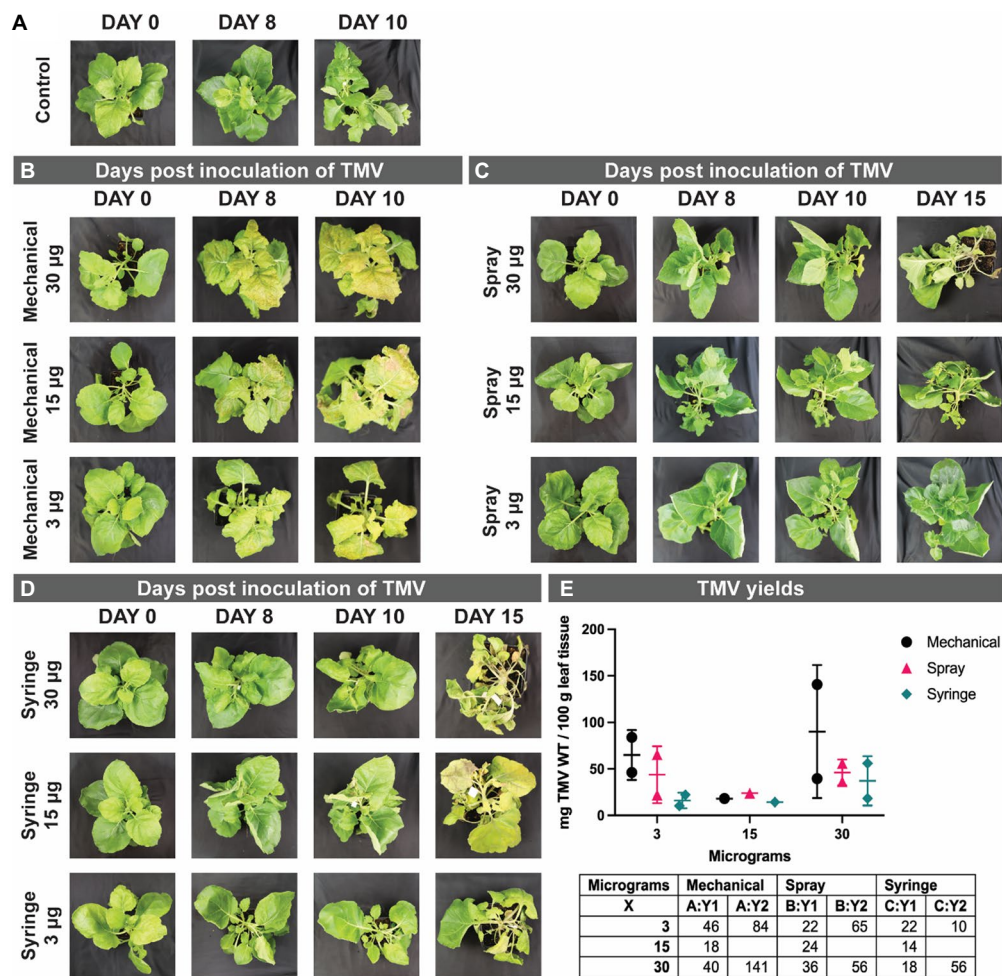 A
DAY 0 DAY 8 DAY 10
Control
B Days post inoculation of TMV
DAY 0 DAY 8 DAY 10
Mechanical
30 µg
Mechanical
15 µg
Mechanical
3 µg
C Days post inoculation of TMV
DAY 0 DAY 8 DAY 10 DAY 15
Spray
30 µg
Spray
15 µg
Spray
3 µg
D Days post inoculation of TMV
DAY 0 DAY 8 DAY 10 DAY 15
Syringe
30 µg
Syringe
15 µg
Syringe
3 µg
E TMV yields
mg TMV WT / 100 g leaf tissue
200
150
100
50
0
3 15 30
Micrograms
Mechanical
Spray
Syringe
Micrograms Mechanical Spray Syringe
X A:Y1 A:Y2 B:Y1 B:Y2 C:Y1 C:Y2
3 46 84 22 65 22 10
15 18 24 14
30 40 141 36 56 18 56